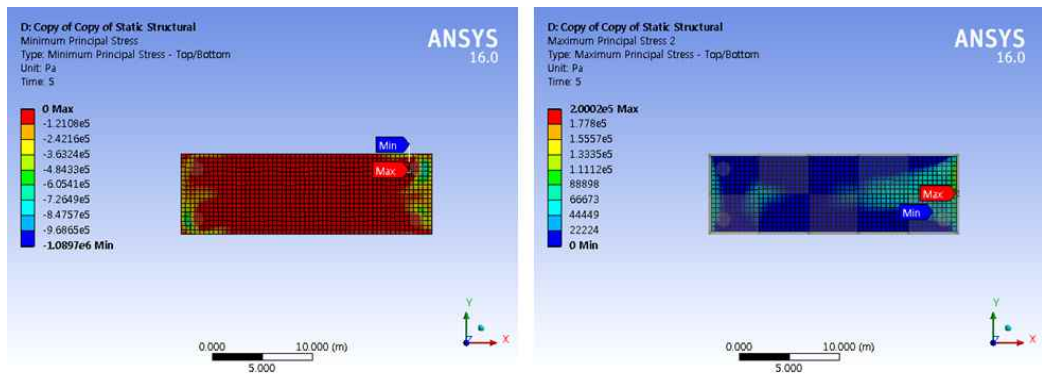 D: Copy of Copy of Static Structural
Minimum Principal Stress
Type: Minimum Principal Stress - Top/Bottom
Unit: Pa
Time: 5
ANSYS
16.0
0 Max
-1.2108e5
-2.4216e5
-3.6324e5
-4.8433e5
-6.0541e5
-7.2649e5
-8.4757e5
-9.6865e5
-1.0897e6 Min
Min
Max
Y
X
Z
0.000
10.000 (m)
5.000
D: Copy of Copy of Static Structural
Maximum Principal Stress 2
Type: Maximum Principal Stress - Top/Bottom
Unit: Pa
Time: 5
ANSYS
16.0
2.0002e5 Max
1.778e5
1.5557e5
1.3335e5
1.1112e5
88898
66673
44449
22224
0 Min
Max
Min
Y
X
Z
0.000
10.000 (m)
5.000